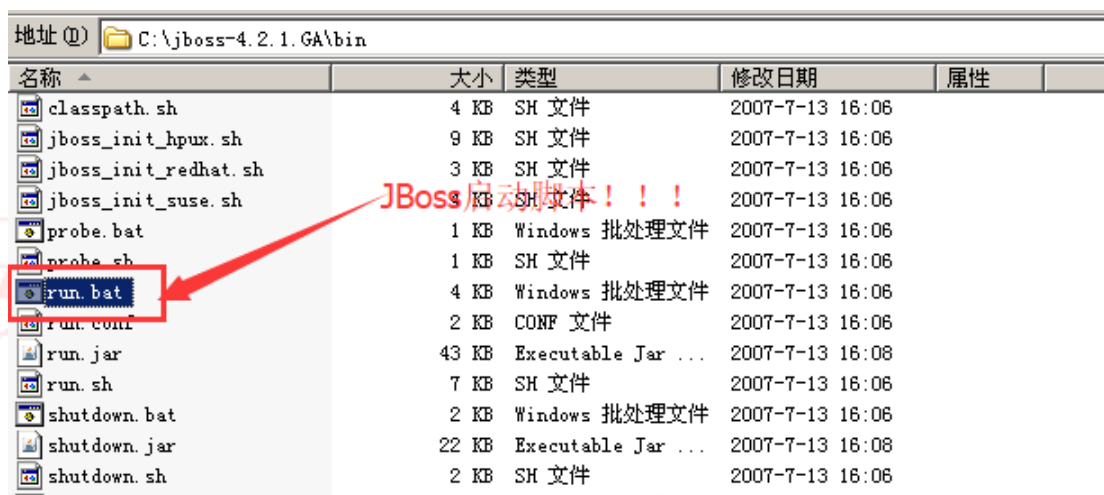 地址(D) C:\jboss-4.2.1.GA\bin
名称 大小 类型 修改日期 属性
classpath.sh 4 KB SH 文件 2007-7-13 16:06
jboss_init_hpux.sh 9 KB SH 文件 2007-7-13 16:06
jboss_init_redhat.sh 3 KB SH 文件 2007-7-13 16:06
JBoss启动脚本！！！
jboss_init_suse.sh KB SH 文件 2007-7-13 16:06
probe.bat 1 KB Windows 批处理文件 2007-7-13 16:06
probe.sh 1 KB SH 文件 2007-7-13 16:06
run.bat 4 KB Windows 批处理文件 2007-7-13 16:06
run.conf 2 KB CONF 文件 2007-7-13 16:06
run.jar 43 KB Executable Jar ... 2007-7-13 16:08
run.sh 7 KB SH 文件 2007-7-13 16:06
shutdown.bat 2 KB Windows 批处理文件 2007-7-13 16:06
shutdown.jar 22 KB Executable Jar ... 2007-7-13 16:08
shutdown.sh 2 KB SH 文件 2007-7-13 16:06